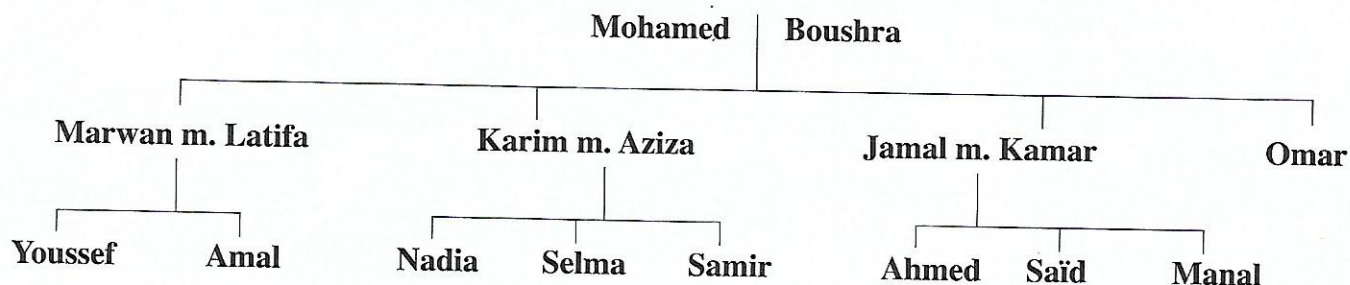 Mohamed Boushra
Marwan m. Latifa Karim m. Aziza Jamal m. Kamar Omar
Youssef Amal Nadia Selma Samir Ahmed Saïd Manal